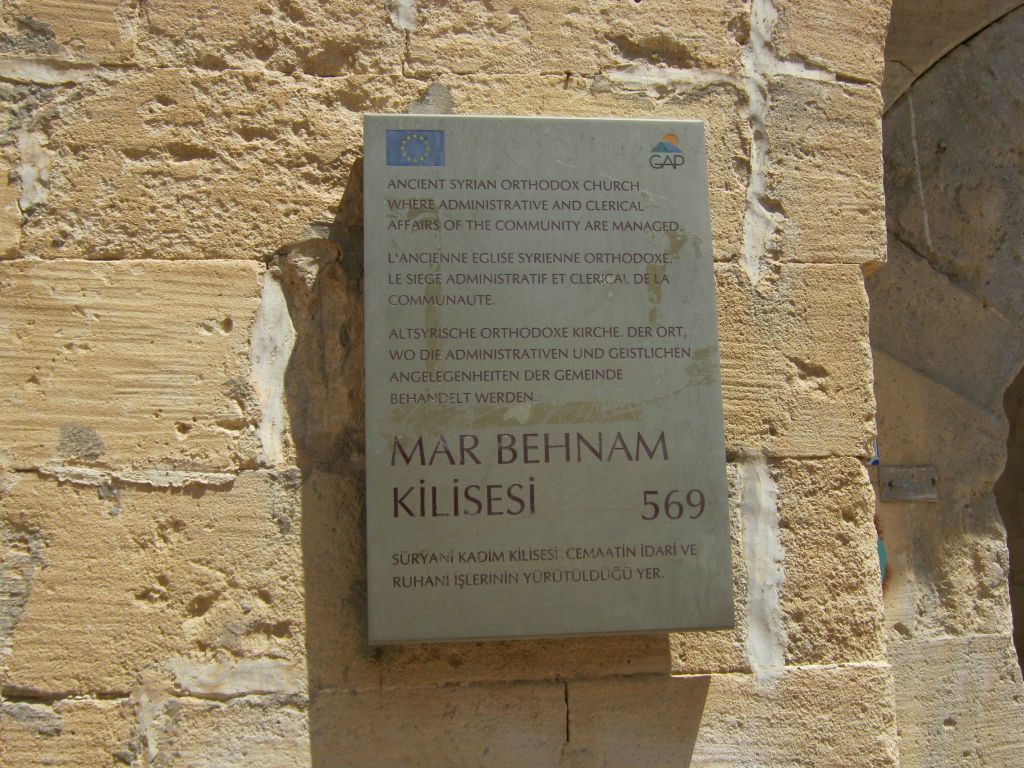 GAP
ANCIENT SYRIAN ORTHODOX CHURCH
WHERE ADMINISTRATIVE AND CLERICAL
AFFAIRS OF THE COMMUNITY ARE MANAGED.
L'ANCIENNE EGLISE SYRIENNE ORTHODOXE.
LE SIEGE ADMINISTRATIF ET CLERICAL DE LA
COMMUNAUTE.
ALTSYRISCHE ORTHODOXE KIRCHE. DER ORT,
WO DIE ADMINISTRATIVEN UND GEISTLICHEN
ANGELEGENHEITEN DER GEMEINDE
BEHANDELT WERDEN.
MAR BEHNAM
KİLİSESİ 569
SÜRYANİ KADİM KİLİSESİ. CEMAATİN İDARİ VE
RUHANİ İŞLERİNİN YÜRÜTÜLDÜĞÜ YER.